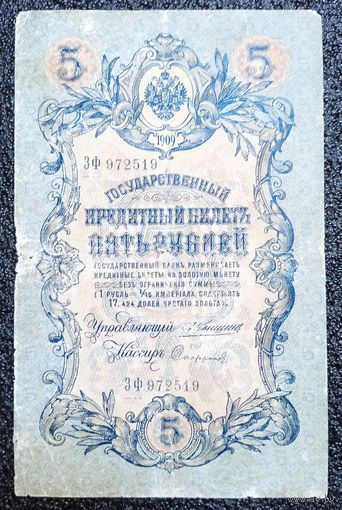 5 5
1909
ЗФ 972519
ГОСУДАРСТВЕННЫЙ
КРЕДИТНЫЙ БИЛЕТЪ
ПЯТЬ РУБЛЕЙ
ГОСУДАРСТВЕННЫЙ БАНКЪ РАЗМѢНИВАЕТЪ
КРЕДИТНЫЕ БИЛЕТЫ НА ЗОЛОТУЮ МОНЕТУ
БЕЗЪ ОГРАНИЧЕНІЯ СУММЫ
(1 РУБЛЬ = 1/15 ИМПЕРІАЛА, СОДЕРЖИТЪ
17,424 ДОЛЕЙ ЧИСТАГО ЗОЛОТА).
Управляющій
Кассиръ
ЗФ 972519
5